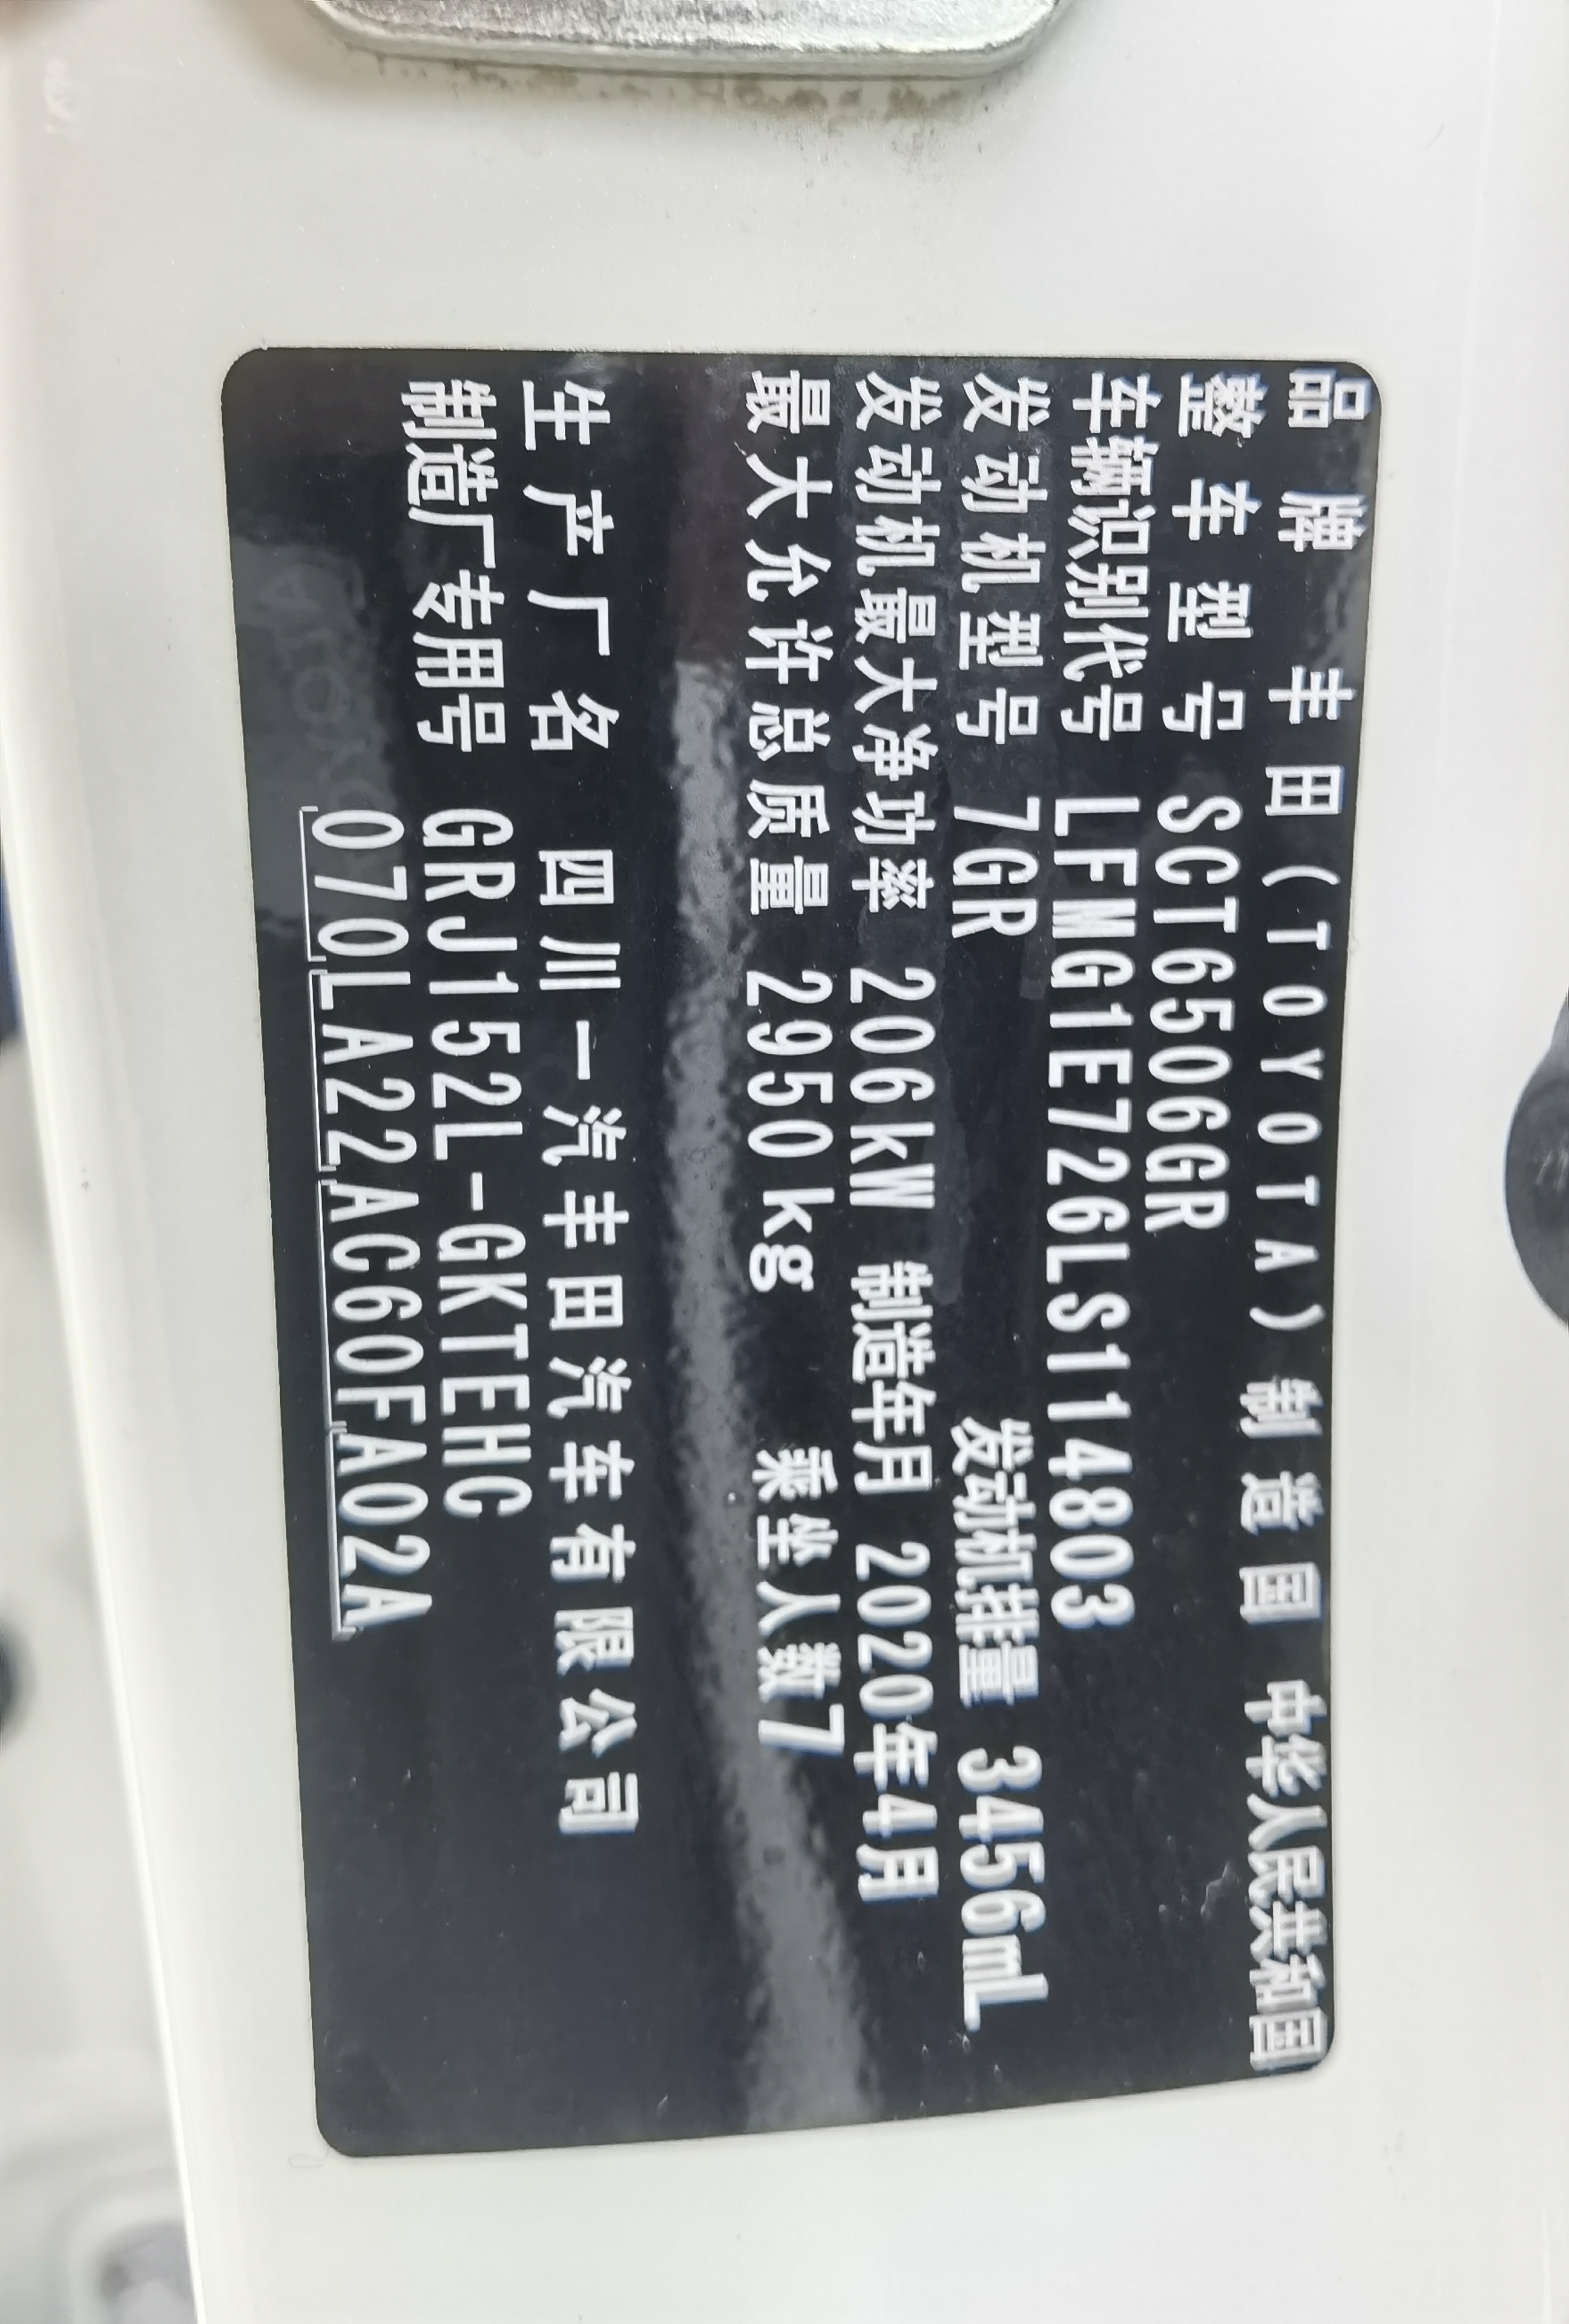 品牌 丰田(TOYOTA) 制造国 中华人民共和国
整车型号 SCT6506GR
车辆识别代号 LFMG1E726LS114803
发动机型号 7GR 发动机排量 3456mL
发动机最大净功率 206kW 制造年月 2020年4月
最大允许总质量 2950kg 乘坐人数7
生产厂名 四川一汽丰田汽车有限公司
制造厂专用号 GRJ152L-GKTEHC
070LA22AC60FA02A